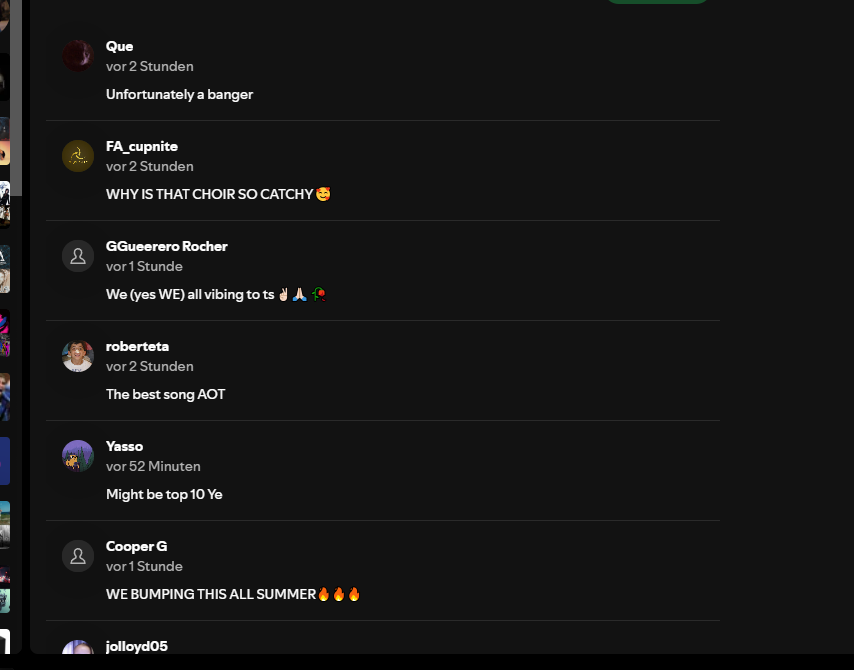 Que
vor 2 Stunden
Unfortunately a banger
FA_cupnite
vor 2 Stunden
WHY IS THAT CHOIR SO CATCHY🥰
GGueerero Rocher
vor 1 Stunde
We (yes WE) all vibing to ts ✌🏻🙏🏻 🥀
roberteta
vor 2 Stunden
The best song AOT
Yasso
vor 52 Minuten
Might be top 10 Ye
Cooper G
vor 1 Stunde
WE BUMPING THIS ALL SUMMER🔥🔥🔥
jolloyd05